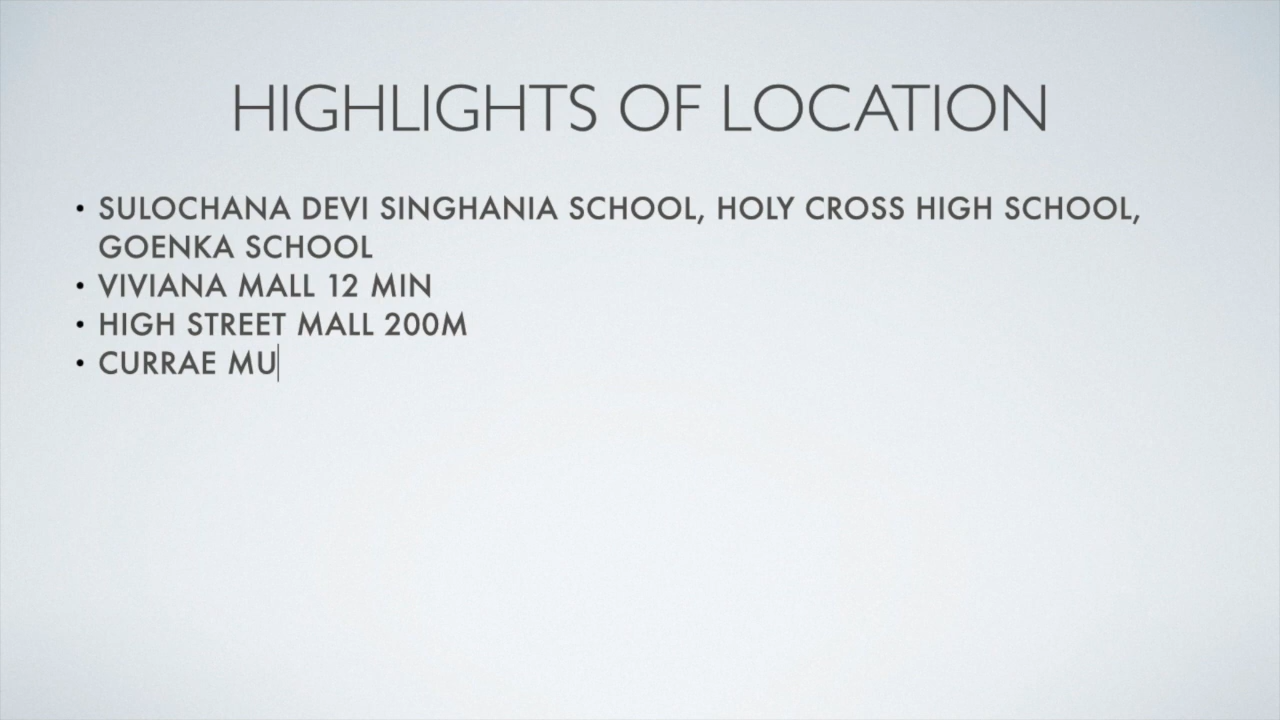 HIGHLIGHTS OF LOCATION
• SULOCHANA DEVI SINGHANIA SCHOOL, HOLY CROSS HIGH SCHOOL,
GOENKA SCHOOL
• VIVIANA MALL 12 MIN
• HIGH STREET MALL 200M
• CURRAE MU